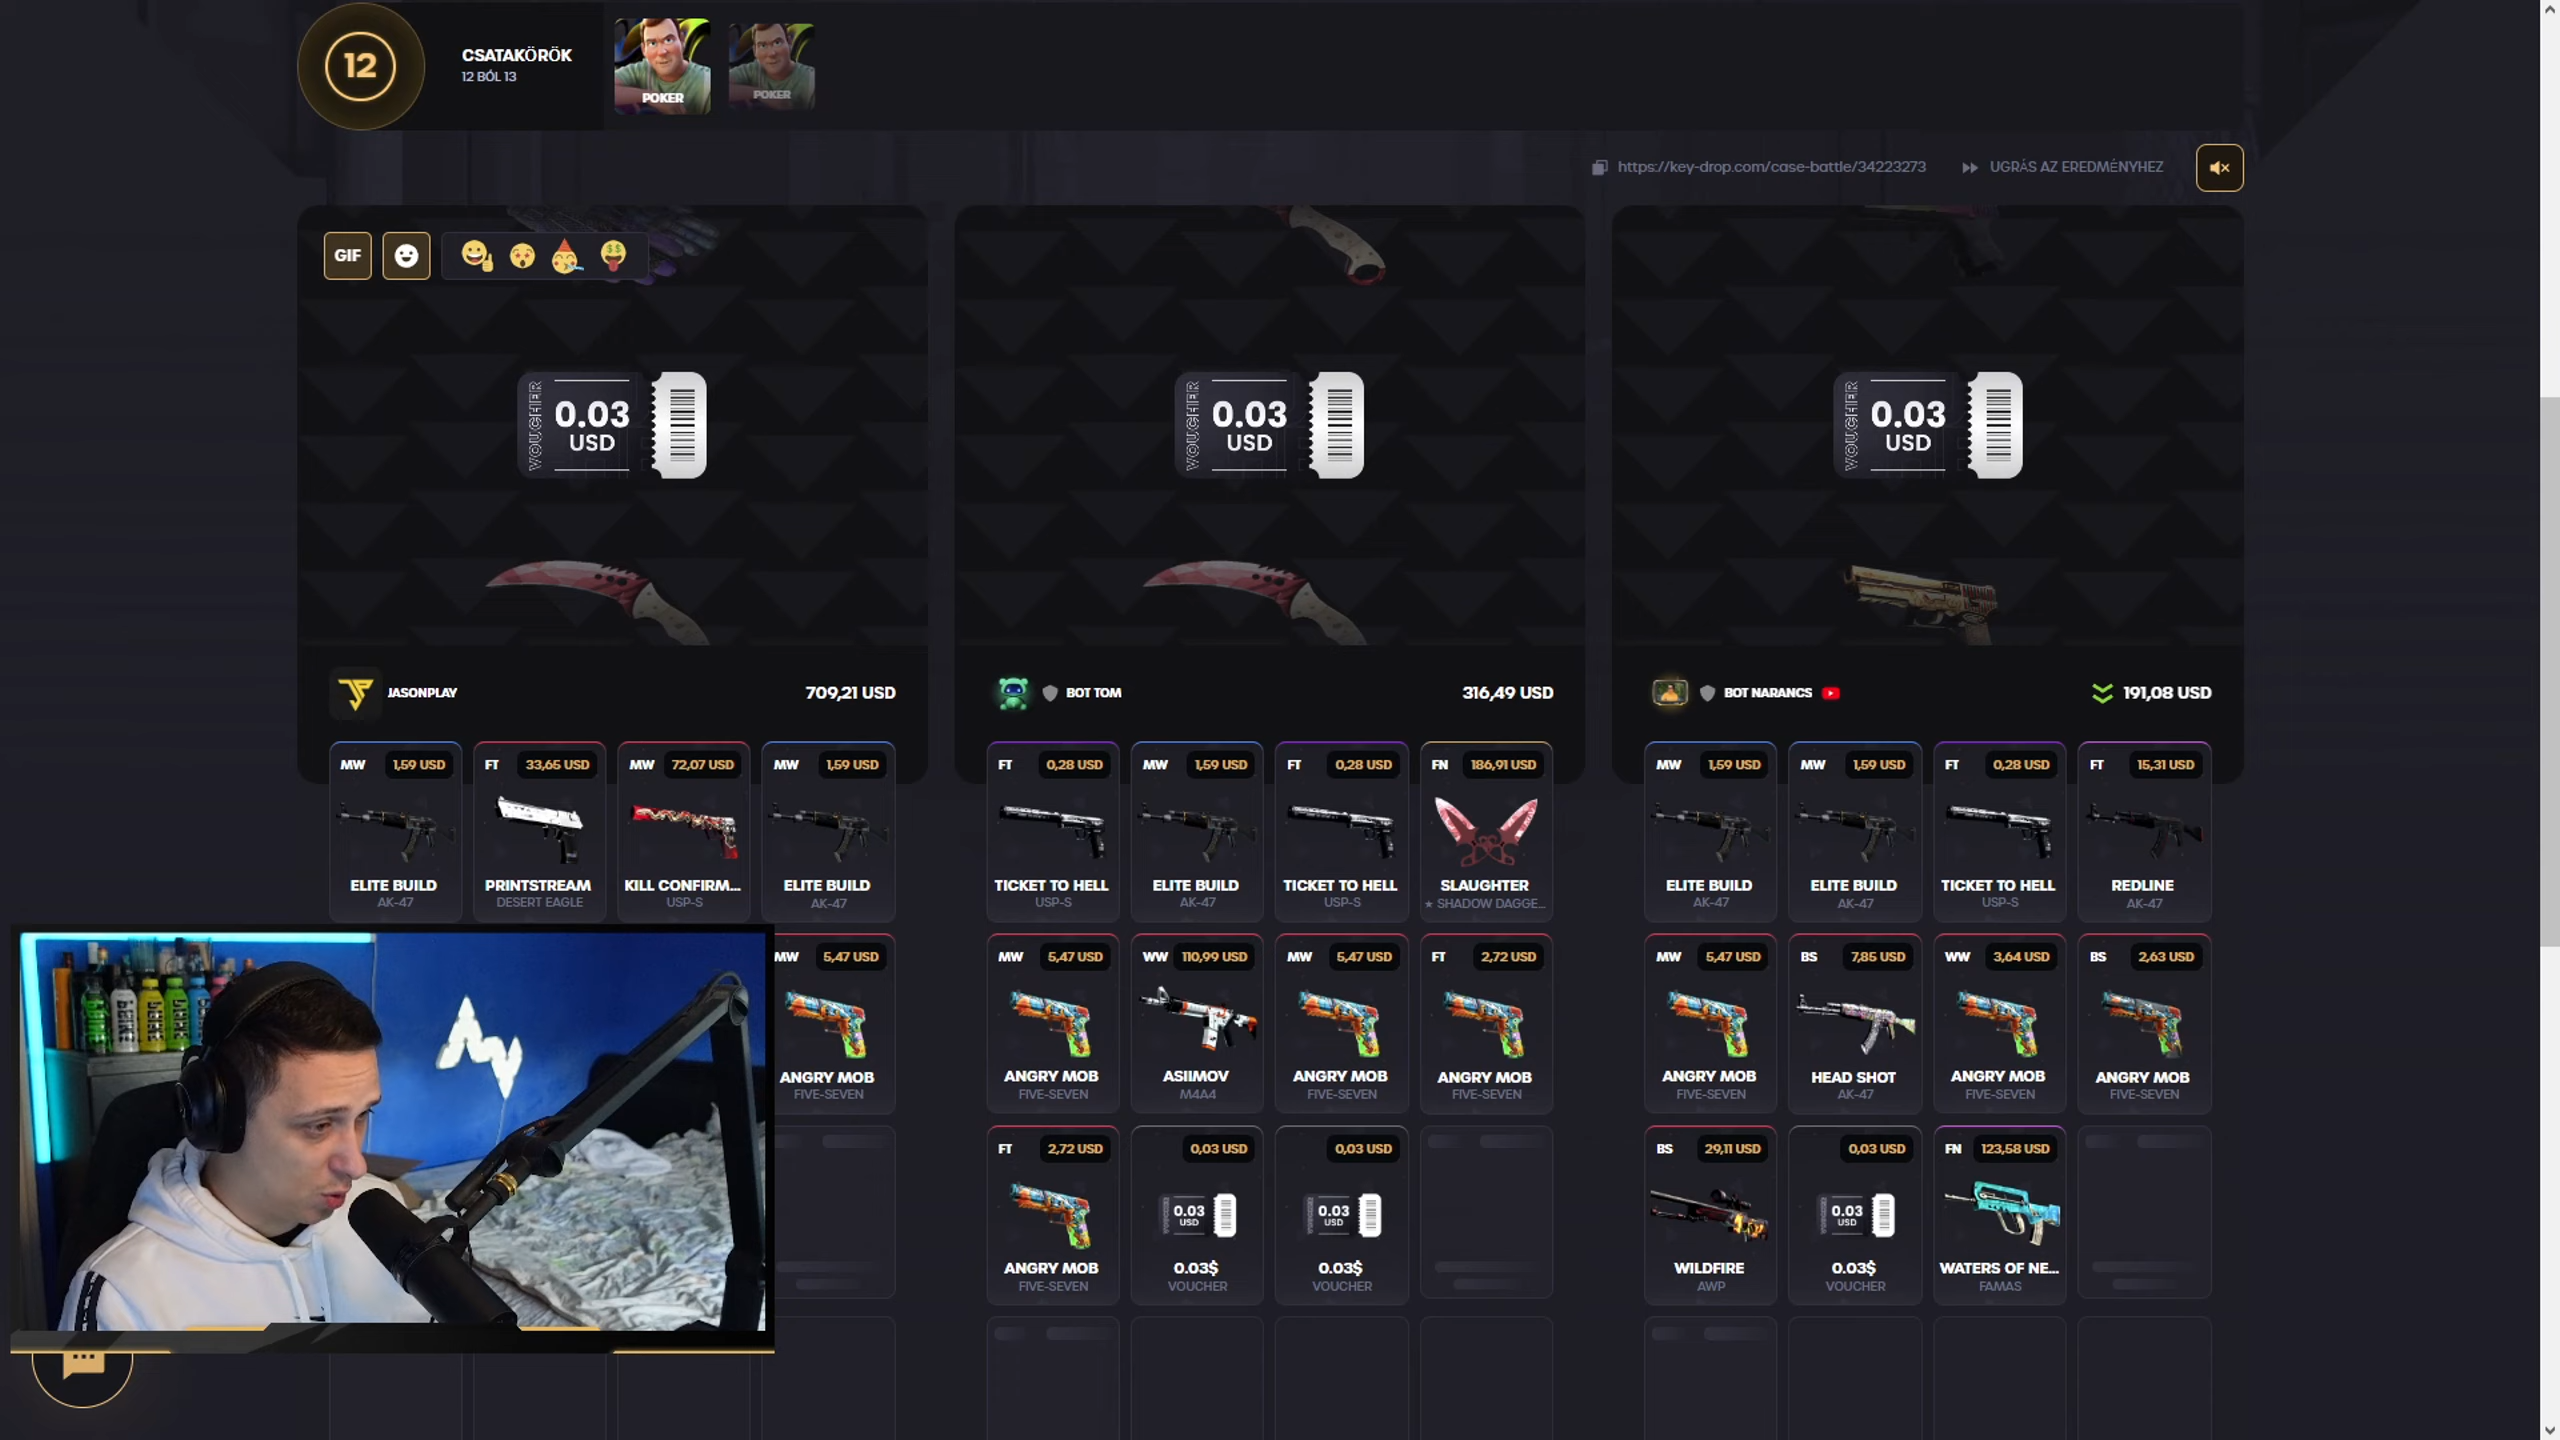 12
CSATAKÖRÖK
12 BÓL 13
POKER
POKER
https://key-drop.com/case-battle/34223273
UGRÁS AZ EREDMÉNYHEZ
GIF
VOUCHER
0.03
USD
VOUCHER
0.03
USD
VOUCHER
0.03
USD
JASONPLAY
709,21 USD
BOT TOM
316,49 USD
BOT NARANCS
191,08 USD
MW 1,59 USD
ELITE BUILD
AK-47
FT 33,65 USD
PRINTSTREAM
DESERT EAGLE
MW 72,07 USD
KILL CONFIRM...
USP-S
MW 1,59 USD
ELITE BUILD
AK-47
FT 0,28 USD
TICKET TO HELL
USP-S
MW 1,59 USD
ELITE BUILD
AK-47
FT 0,28 USD
TICKET TO HELL
USP-S
FN 186,91 USD
SLAUGHTER
★ SHADOW DAGGE...
MW 1,59 USD
ELITE BUILD
AK-47
MW 1,59 USD
ELITE BUILD
AK-47
FT 0,28 USD
TICKET TO HELL
USP-S
FT 15,31 USD
REDLINE
AK-47
MW 5,47 USD
ANGRY MOB
FIVE-SEVEN
MW 5,47 USD
ANGRY MOB
FIVE-SEVEN
WW 110,99 USD
ASIIMOV
M4A4
MW 5,47 USD
ANGRY MOB
FIVE-SEVEN
FT 2,72 USD
ANGRY MOB
FIVE-SEVEN
MW 5,47 USD
ANGRY MOB
FIVE-SEVEN
BS 7,85 USD
HEAD SHOT
AK-47
WW 3,64 USD
ANGRY MOB
FIVE-SEVEN
BS 2,63 USD
ANGRY MOB
FIVE-SEVEN
FT 2,72 USD
ANGRY MOB
FIVE-SEVEN
0,03 USD
0.03
USD
0.03$
VOUCHER
0,03 USD
0.03
USD
0.03$
VOUCHER
BS 29,11 USD
WILDFIRE
AWP
0,03 USD
0.03
USD
0.03$
VOUCHER
FN 123,58 USD
WATERS OF NE...
FAMAS